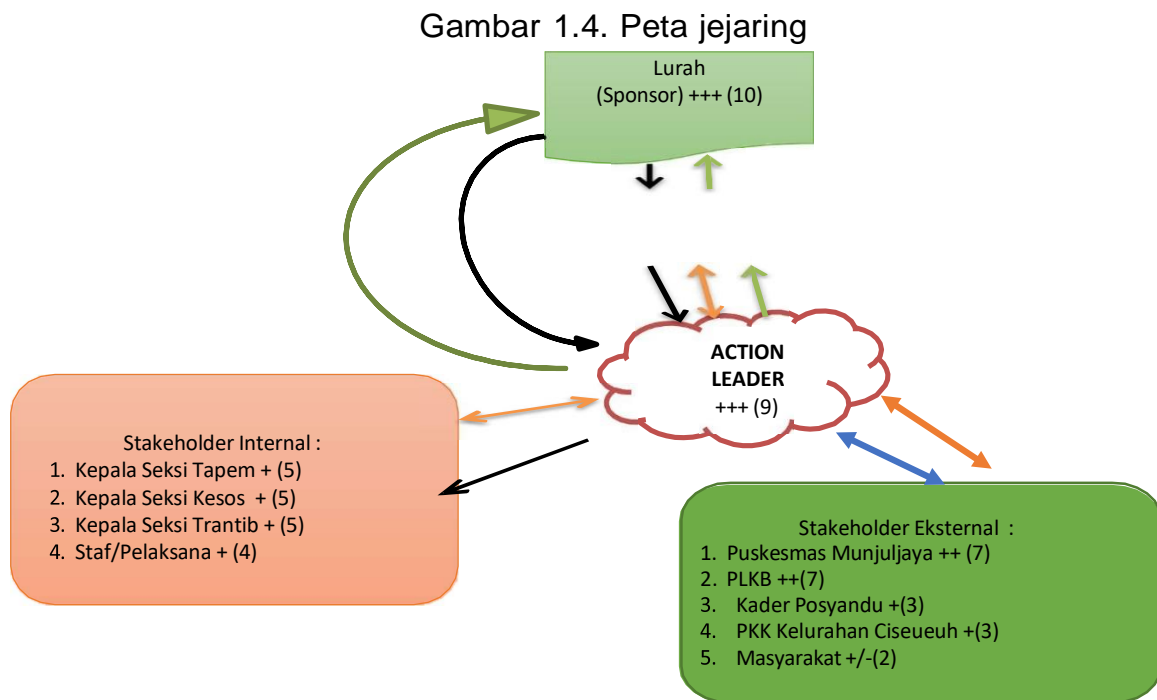 Gambar 1.4. Peta jejaring
Lurah
(Sponsor) +++ (10)
ACTION
LEADER
+++ (9)
Stakeholder Internal :
1. Kepala Seksi Tapem + (5)
2. Kepala Seksi Kesos + (5)
3. Kepala Seksi Trantib + (5)
4. Staf/Pelaksana + (4)
Stakeholder Eksternal :
1. Puskesmas Munjuljaya ++ (7)
2. PLKB ++(7)
3. Kader Posyandu +(3)
4. PKK Kelurahan Ciseueuh +(3)
5. Masyarakat +/-(2)